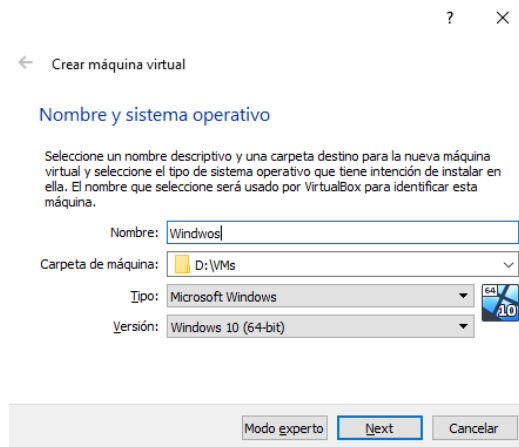 ?
Crear máquina virtual
Nombre y sistema operativo
Seleccione un nombre descriptivo y una carpeta destino para la nueva máquina
virtual y seleccione el tipo de sistema operativo que tiene intención de instalar en
ella. El nombre que seleccione será usado por VirtualBox para identificar esta
máquina.
Nombre: Windwos
Carpeta de máquina: D:\VMs
Tipo: Microsoft Windows
64
Versión: Windows 10 (64-bit)
10
Modo experto Next Cancelar